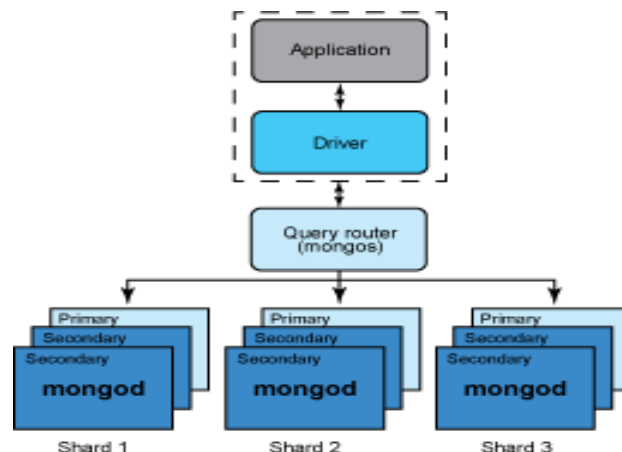 Application
Driver
Query router
(mongos)
Primary
Secondary
Secondary
mongod
Shard 1
Primary
Secondary
Secondary
mongod
Shard 2
Primary
Secondary
Secondary
mongod
Shard 3